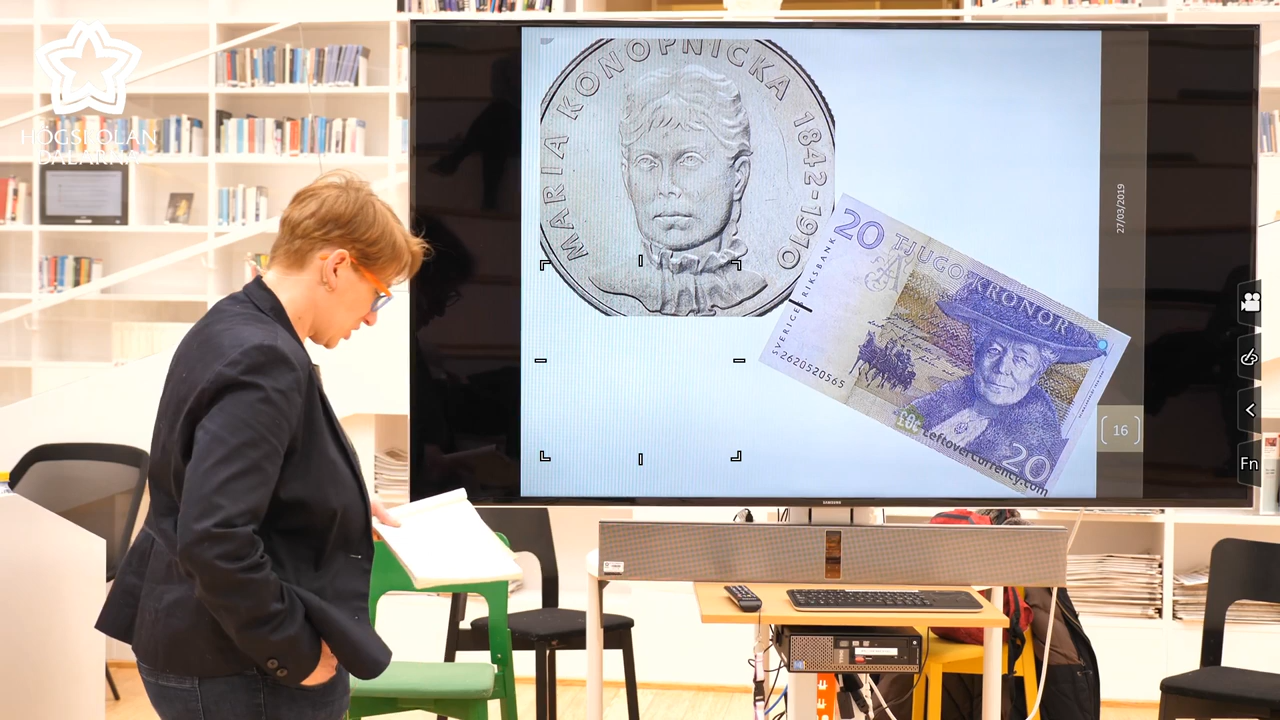 HÖGSKOLAN
DALARNA
MARIA KONOPNICKA 1842-1910
27/03/2019
20 TJUGO KRONOR
SVERIGES RIKSBANK
2620520565
Leftovercurrency.com
20
16
SAMSUNG
Fn